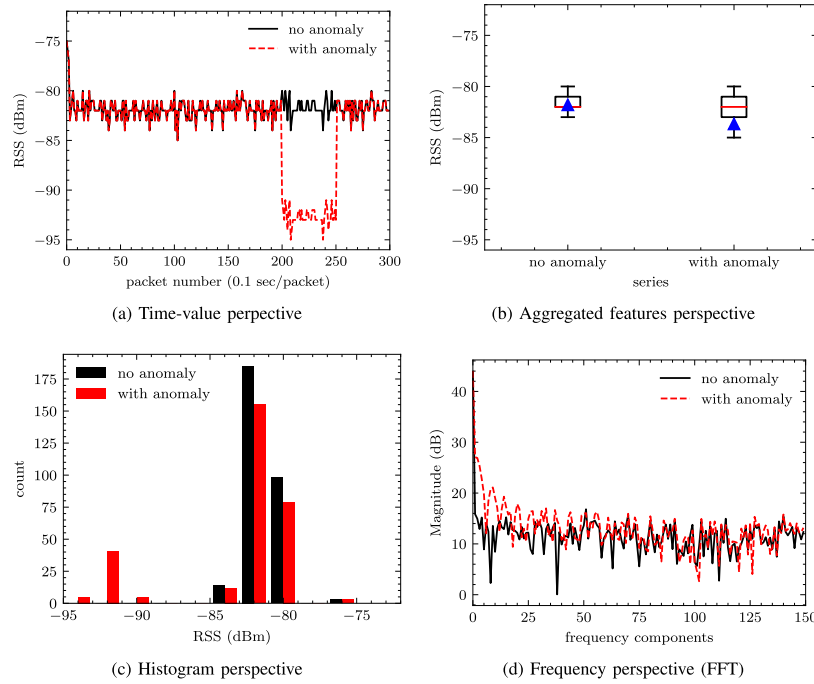 −75
−80
−85
−90
−95
RSS (dBm)
no anomaly
with anomaly
0 50 100 150 200 250 300
packet number (0.1 sec/packet)
(a) Time-value perpective
−75
−80
−85
−90
−95
RSS (dBm)
no anomaly with anomaly
series
(b) Aggregated features perspective
175
150
125
100
75
50
25
0
count
no anomaly
with anomaly
−95 −90 −85 −80 −75
RSS (dBm)
(c) Histogram perspective
40
30
20
10
0
Magnitude (dB)
no anomaly
with anomaly
0 25 50 75 100 125 150
frequency components
(d) Frequency perspective (FFT)